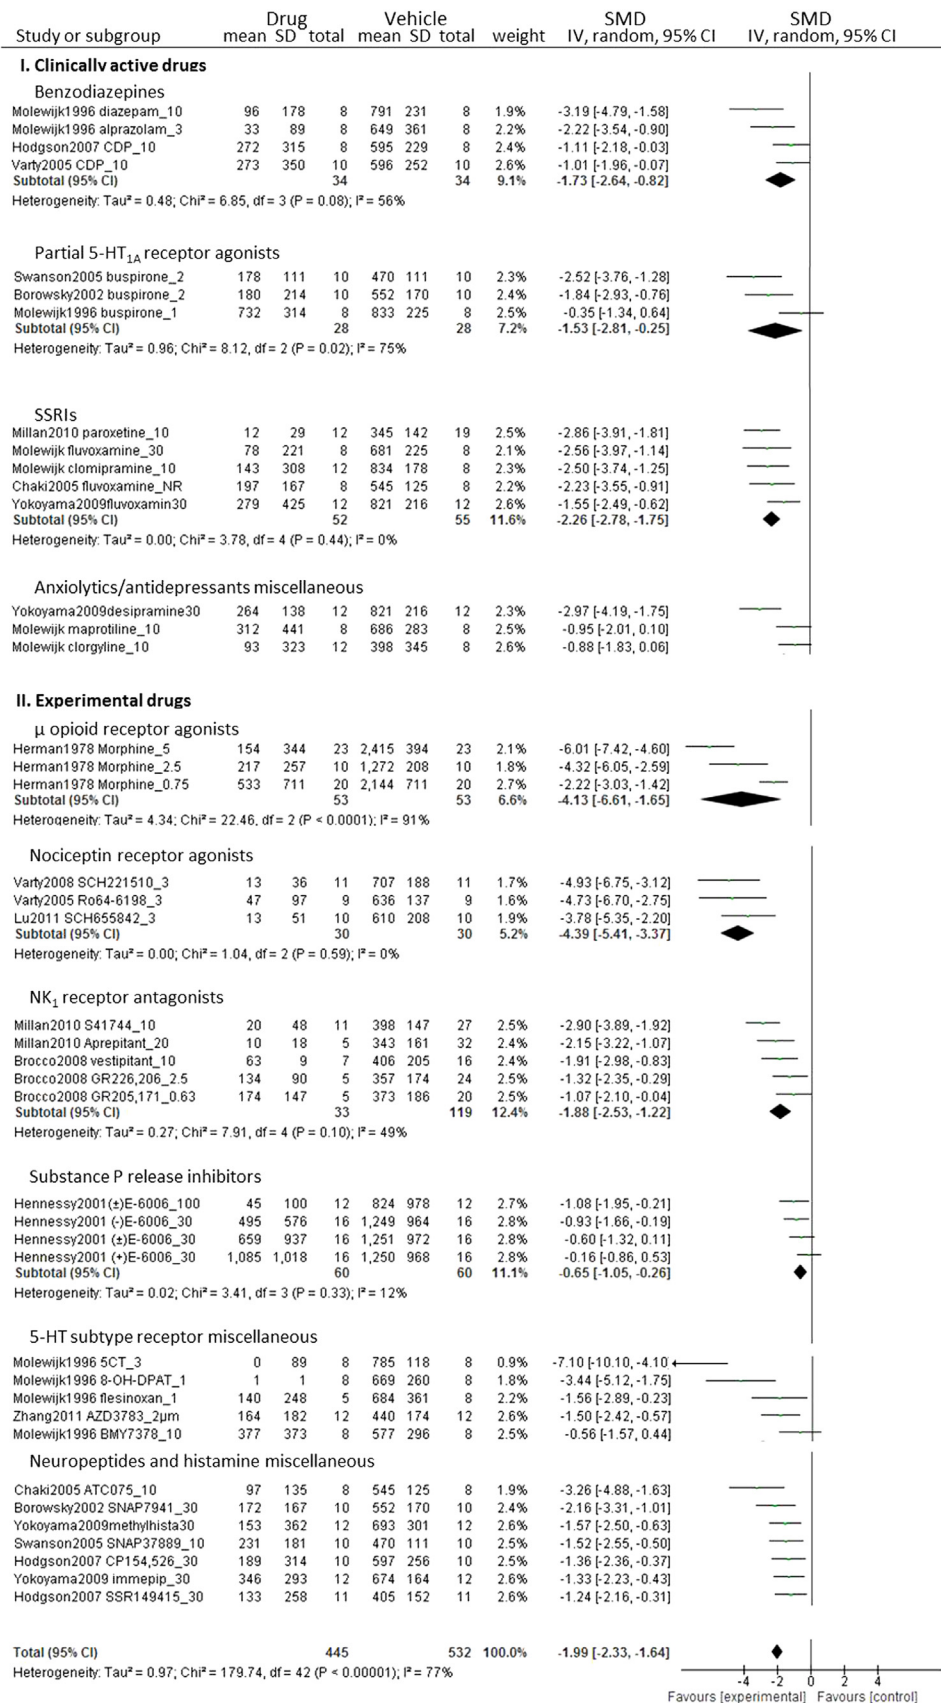 Drug Vehicle SMD SMD
Study or subgroup mean SD total mean SD total weight IV, random, 95% CI IV, random, 95% CI
I. Clinically active drugs
Benzodiazepines
Molewijk1996 diazepam_10 96 178 8 791 231 8 1.9% -3.19 [-4.79, -1.58]
Molewijk1996 alprazolam_3 33 89 8 649 361 8 2.2% -2.22 [-3.54, -0.90]
Hodgson2007 CDP_10 272 315 8 595 229 8 2.4% -1.11 [-2.18, -0.03]
Varty2005 CDP_10 273 350 10 596 252 10 2.6% -1.01 [-1.96, -0.07]
Subtotal (95% CI) 34 34 9.1% -1.73 [-2.64, -0.82]
Heterogeneity: Tau² = 0.48; Chi² = 6.85, df = 3 (P = 0.08); I² = 56%
Partial 5-HT1A receptor agonists
Swanson2005 buspirone_2 178 111 10 470 111 10 2.3% -2.52 [-3.76, -1.28]
Borowsky2002 buspirone_2 180 214 10 552 170 10 2.4% -1.84 [-2.93, -0.76]
Molewijk1996 buspirone_1 732 314 8 833 225 8 2.5% -0.35 [-1.34, 0.64]
Subtotal (95% CI) 28 28 7.2% -1.53 [-2.81, -0.25]
Heterogeneity: Tau² = 0.96; Chi² = 8.12, df = 2 (P = 0.02); I² = 75%
SSRIs
Millan2010 paroxetine_10 12 29 12 345 142 19 2.5% -2.86 [-3.91, -1.81]
Molewijk fluvoxamine_30 78 221 8 681 225 8 2.1% -2.56 [-3.97, -1.14]
Molewijk clomipramine_10 143 308 12 834 178 8 2.3% -2.50 [-3.74, -1.25]
Chaki2005 fluvoxamine_NR 197 167 8 545 125 8 2.2% -2.23 [-3.55, -0.91]
Yokoyama2009fluvoxamin30 279 425 12 821 216 12 2.6% -1.55 [-2.49, -0.62]
Subtotal (95% CI) 52 55 11.6% -2.26 [-2.78, -1.75]
Heterogeneity: Tau² = 0.00; Chi² = 3.78, df = 4 (P = 0.44); I² = 0%
Anxiolytics/antidepressants miscellaneous
Yokoyama2009desipramine30 264 138 12 821 216 12 2.3% -2.97 [-4.19, -1.75]
Molewijk maprotiline_10 312 441 8 686 283 8 2.5% -0.95 [-2.01, 0.10]
Molewijk clorgyline_10 93 323 12 398 345 8 2.6% -0.88 [-1.83, 0.06]
II. Experimental drugs
µ opioid receptor agonists
Herman1978 Morphine_5 154 344 23 2,415 394 23 2.1% -6.01 [-7.42, -4.60]
Herman1978 Morphine_2.5 217 257 10 1,272 208 10 1.8% -4.32 [-6.05, -2.59]
Herman1978 Morphine_0.75 533 711 20 2,144 711 20 2.7% -2.22 [-3.03, -1.42]
Subtotal (95% CI) 53 53 6.6% -4.13 [-6.61, -1.65]
Heterogeneity: Tau² = 4.34; Chi² = 22.46, df = 2 (P < 0.0001); I² = 91%
Nociceptin receptor agonists
Varty2008 SCH221510_3 13 36 11 707 188 11 1.7% -4.93 [-6.75, -3.12]
Varty2005 Ro64-6198_3 47 97 9 636 137 9 1.5% -4.73 [-6.70, -2.75]
Lu2011 SCH655842_3 13 51 10 610 208 10 2.0% -3.78 [-5.35, -2.20]
Subtotal (95% CI) 30 30 5.2% -4.39 [-5.41, -3.37]
Heterogeneity: Tau² = 0.00; Chi² = 1.04, df = 2 (P = 0.59); I² = 0%
NK1 receptor antagonists
Millan2010 S41744_10 20 48 11 398 147 27 2.5% -2.90 [-3.89, -1.92]
Millan2010 Aprepitant_20 10 18 5 343 161 32 2.4% -2.15 [-3.22, -1.07]
Brocco2008 vestipitant_10 63 9 7 406 205 16 2.4% -1.91 [-2.98, -0.83]
Brocco2008 GR226,206_2.5 134 90 5 357 174 24 2.5% -1.32 [-2.35, -0.29]
Brocco2008 GR205,171_0.63 174 147 5 373 186 20 2.5% -1.07 [-2.10, -0.04]
Subtotal (95% CI) 33 119 12.4% -1.88 [-2.53, -1.22]
Heterogeneity: Tau² = 0.27; Chi² = 7.91, df = 4 (P = 0.10); I² = 49%
Substance P release inhibitors
Hennessy2001(±)E-6006_100 45 100 12 824 978 12 2.7% -1.08 [-1.95, -0.21]
Hennessy2001 (-)E-6006_30 495 576 16 1,249 964 16 2.8% -0.93 [-1.66, -0.19]
Hennessy2001 (±)E-6006_30 659 937 16 1,251 972 16 2.8% -0.60 [-1.32, 0.11]
Hennessy2001 (+)E-6006_30 1,085 1,018 16 1,250 968 16 2.8% -0.16 [-0.86, 0.53]
Subtotal (95% CI) 60 60 11.1% -0.65 [-1.05, -0.26]
Heterogeneity: Tau² = 0.02; Chi² = 3.41, df = 3 (P = 0.33); I² = 12%
5-HT subtype receptor miscellaneous
Molewijk1996 5CT_3 0 89 8 785 118 8 0.9% -7.10 [-10.10, -4.10]
Molewijk1996 8-OH-DPAT_1 1 1 8 669 260 8 1.8% -3.44 [-5.12, -1.75]
Molewijk1996 flesinoxan_1 140 248 5 684 361 8 2.2% -1.56 [-2.89, -0.23]
Zhang2011 AZD3783_2µm 164 182 12 440 174 12 2.6% -1.50 [-2.42, -0.57]
Molewijk1996 BMY7378_10 377 373 8 577 296 8 2.5% -0.56 [-1.57, 0.44]
Neuropeptides and histamine miscellaneous
Chaki2005 ATC075_10 97 135 8 545 125 8 1.9% -3.26 [-4.88, -1.63]
Borowsky2002 SNAP7941_30 172 167 10 552 170 10 2.4% -2.16 [-3.31, -1.01]
Yokoyama2009methylhista30 153 362 12 693 301 12 2.6% -1.57 [-2.50, -0.63]
Swanson2005 SNAP37889_10 231 181 10 470 111 10 2.5% -1.52 [-2.55, -0.50]
Hodgson2007 CP154,526_30 189 314 10 597 256 10 2.5% -1.36 [-2.36, -0.37]
Yokoyama2009 immepip_30 346 293 12 674 164 12 2.6% -1.33 [-2.23, -0.43]
Hodgson2007 SSR149415_30 133 258 11 405 152 11 2.6% -1.24 [-2.16, -0.31]
Total (95% CI) 445 532 100.0% -1.99 [-2.33, -1.64]
Heterogeneity: Tau² = 0.97; Chi² = 179.74, df = 42 (P < 0.00001); I² = 77%
-4 -2 0 2 4
Favours [experimental] Favours [control]